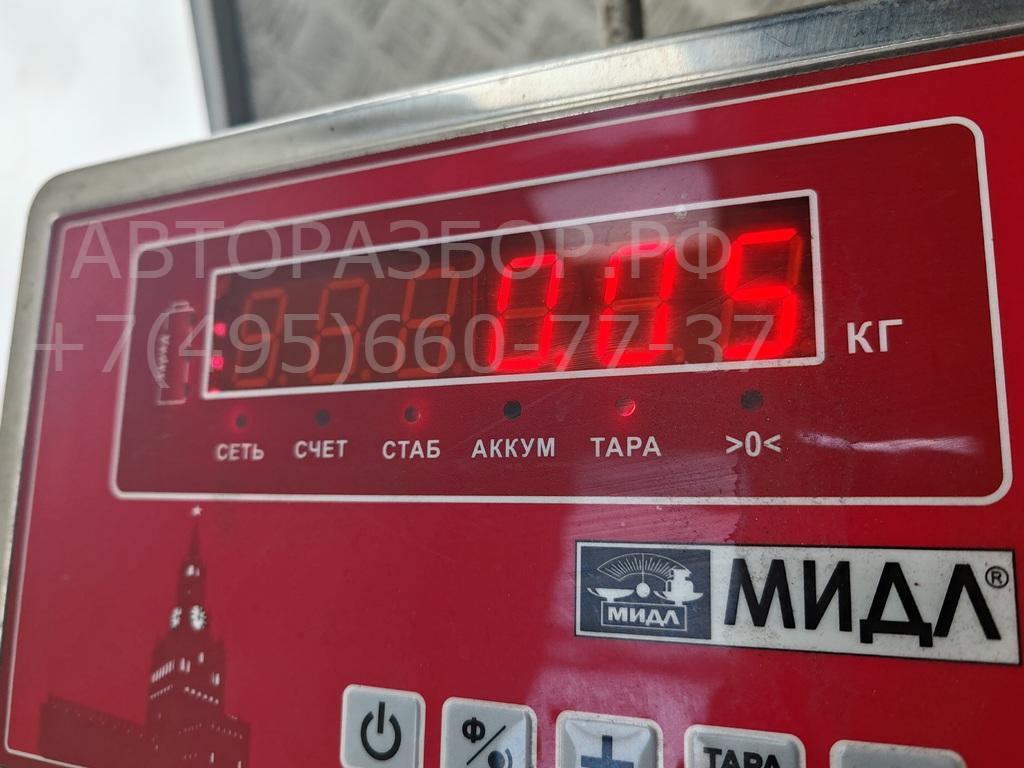 АВТОРАЗБОР.РФ
+7(495)660-77-37
0.05
КГ
СЕТЬ СЧЕТ СТАБ АККУМ ТАРА >0<
МИДЛ МИДЛ®
Ф/
ТАРА